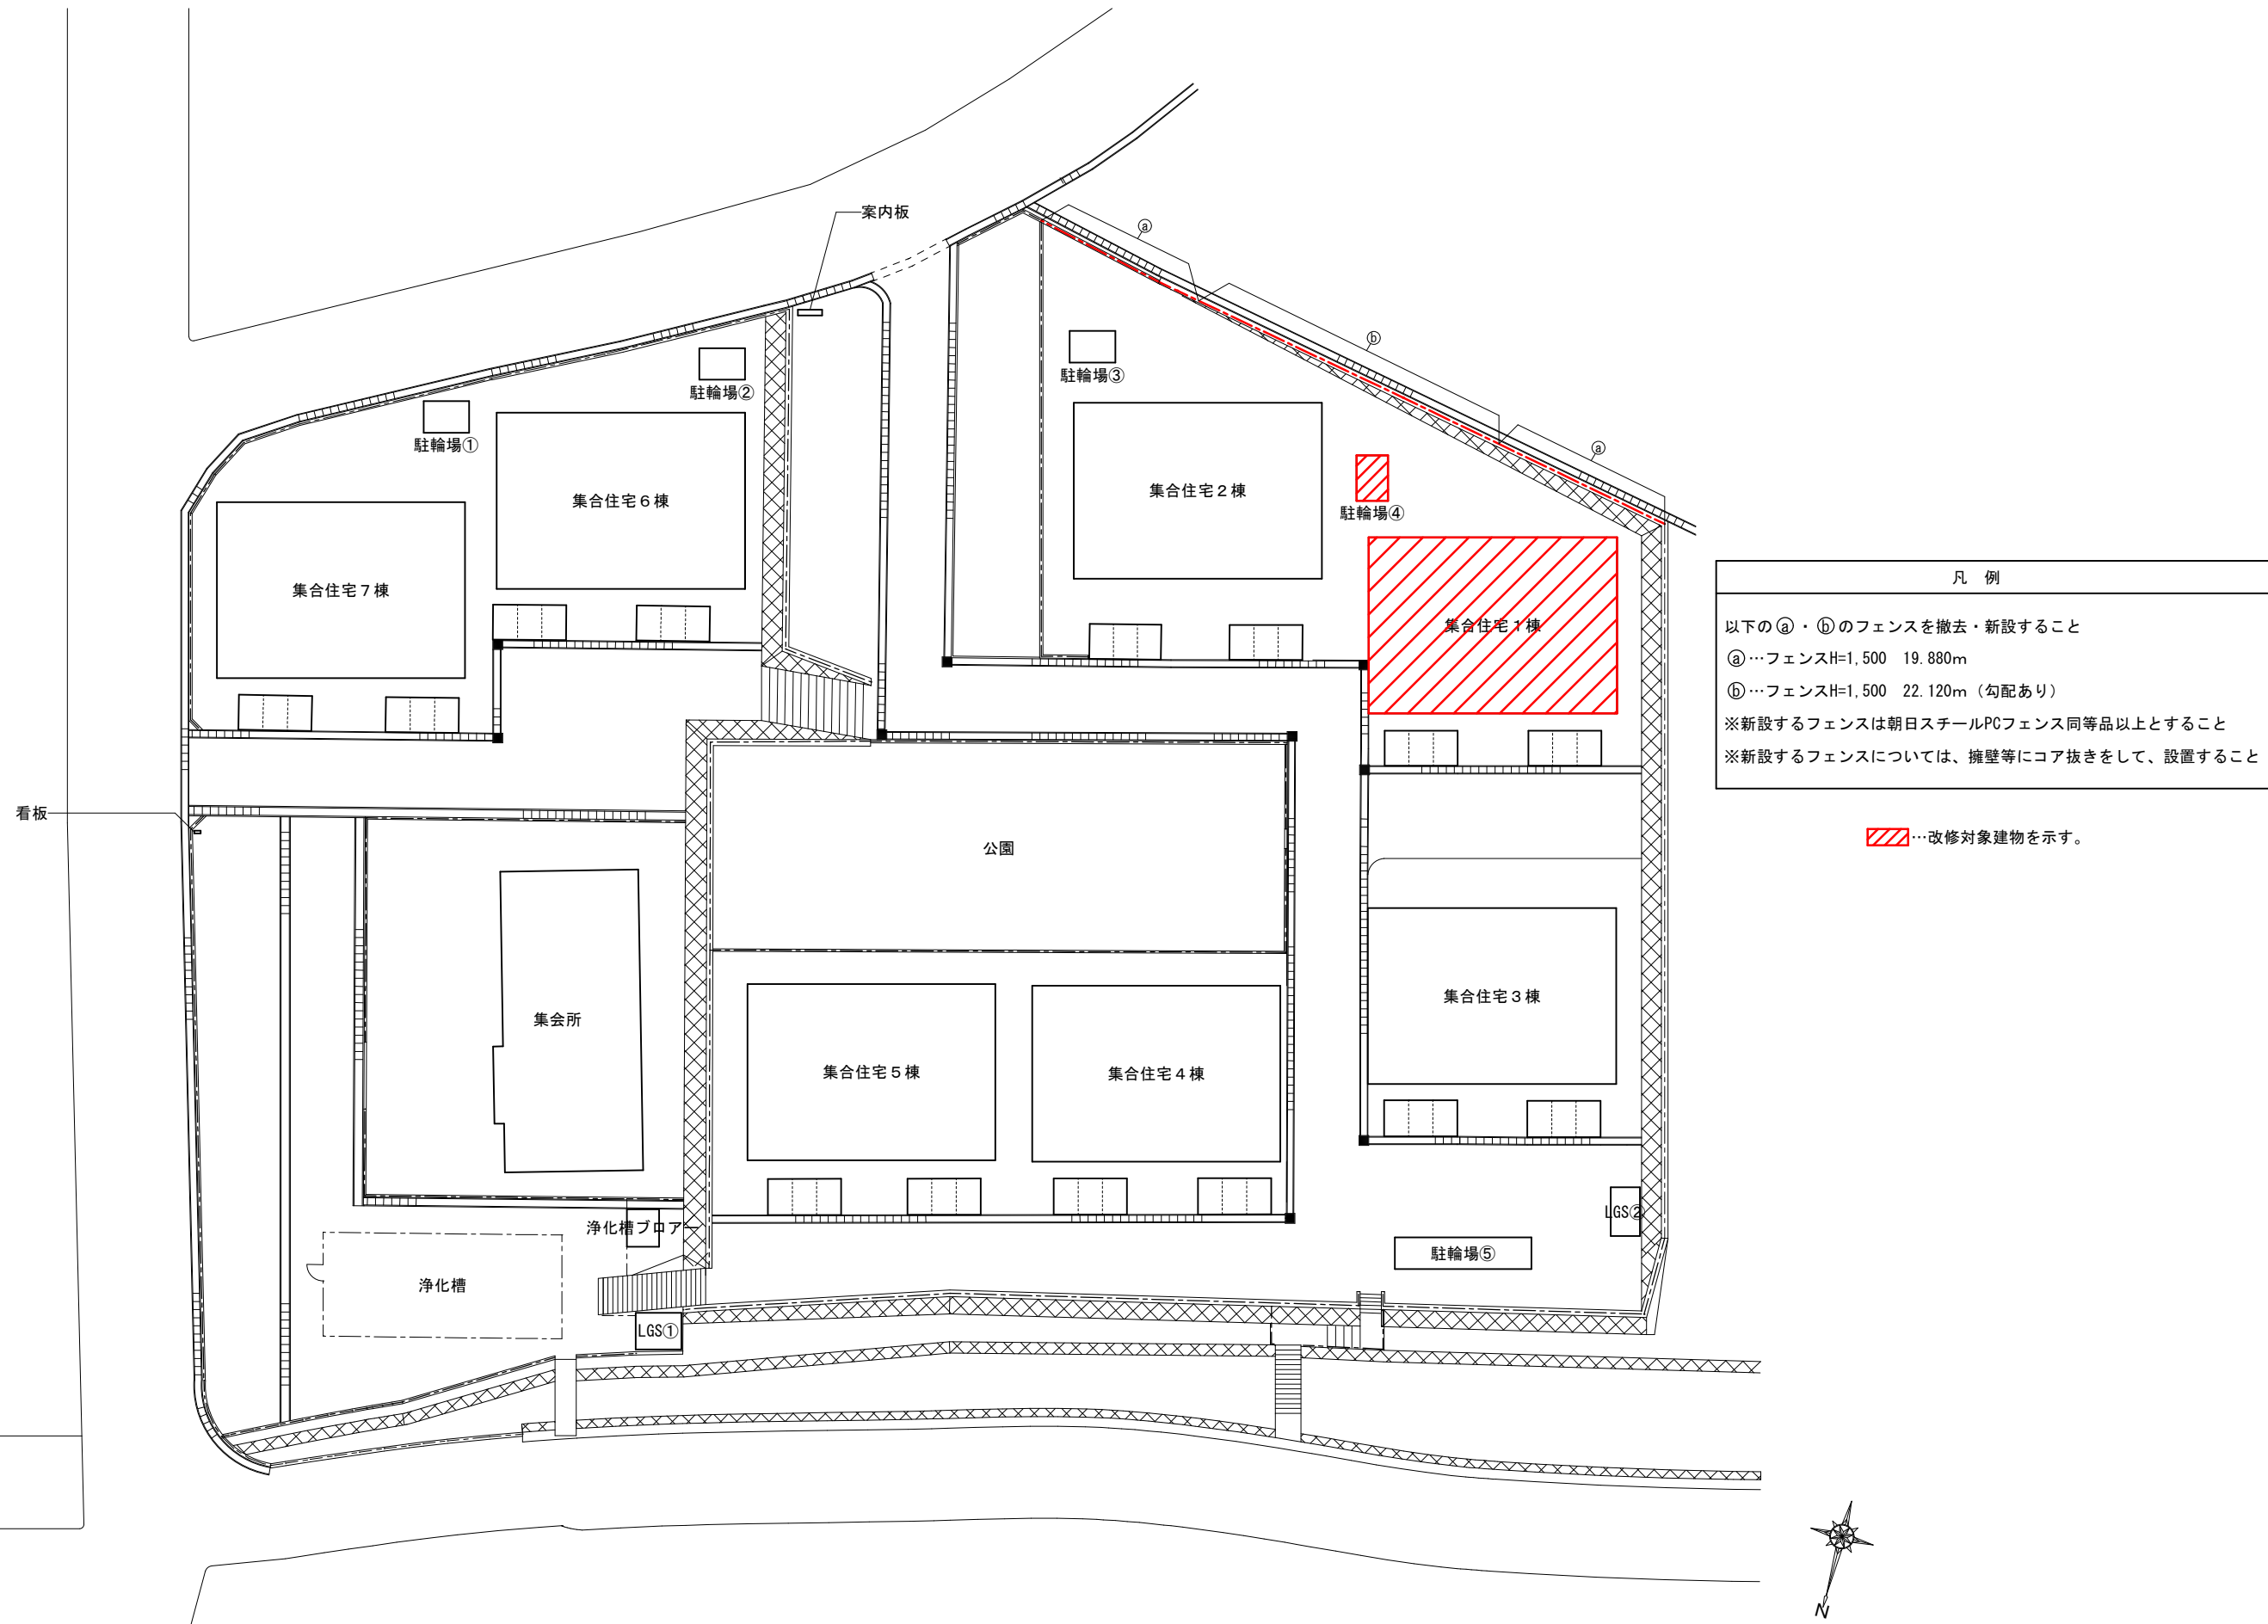 案内板
ⓐ
ⓑ
ⓐ
駐輪場③
駐輪場②
駐輪場①
集合住宅２棟
集合住宅６棟
駐輪場④
集合住宅７棟
集合住宅１棟
凡　例
以下のⓐ・ⓑのフェンスを撤去・新設すること
ⓐ…フェンスH=1,500　19.880m
ⓑ…フェンスH=1,500　22.120m（勾配あり）
※新設するフェンスは朝日スチールPCフェンス同等品以上とすること
※新設するフェンスについては、擁壁等にコア抜きをして、設置すること
…改修対象建物を示す。
看板
公園
集合住宅３棟
集会所
集合住宅５棟
集合住宅４棟
LGS②
浄化槽ブロアー
駐輪場⑤
浄化槽
LGS①
N